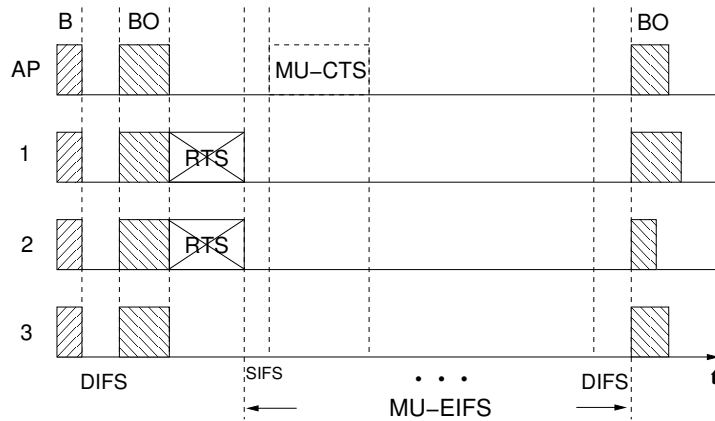 B BO BO
AP MU-CTS
1 RTS
2 RTS
3
DIFS SIFS . . . DIFS t
MU-EIFS